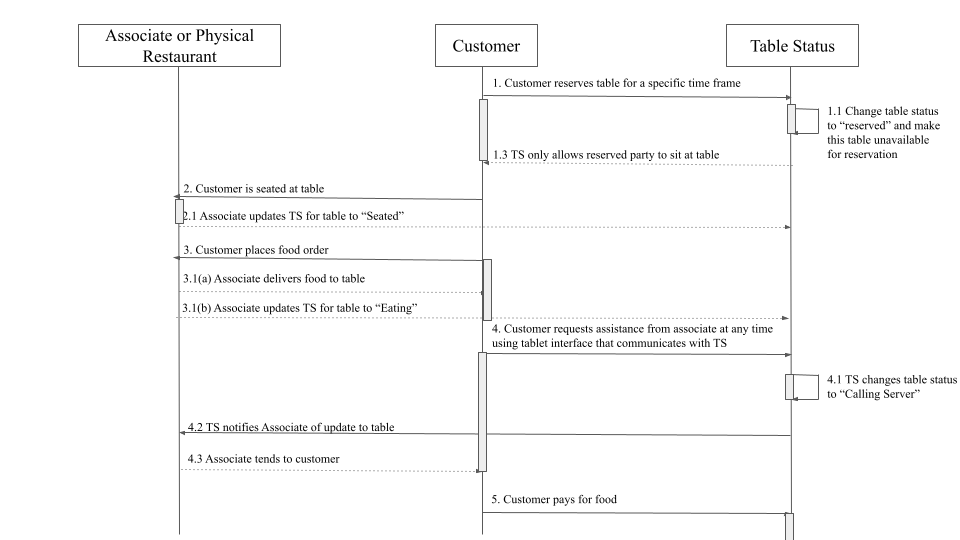 Associate or Physical
Restaurant
Customer
Table Status
1. Customer reserves table for a specific time frame
1.1 Change table status
to “reserved” and make
this table unavailable
for reservation
1.3 TS only allows reserved party to sit at table
2. Customer is seated at table
2.1 Associate updates TS for table to “Seated”
3. Customer places food order
3.1(a) Associate delivers food to table
3.1(b) Associate updates TS for table to “Eating”
4. Customer requests assistance from associate at any time
using tablet interface that communicates with TS
4.1 TS changes table status
to “Calling Server”
4.2 TS notifies Associate of update to table
4.3 Associate tends to customer
5. Customer pays for food